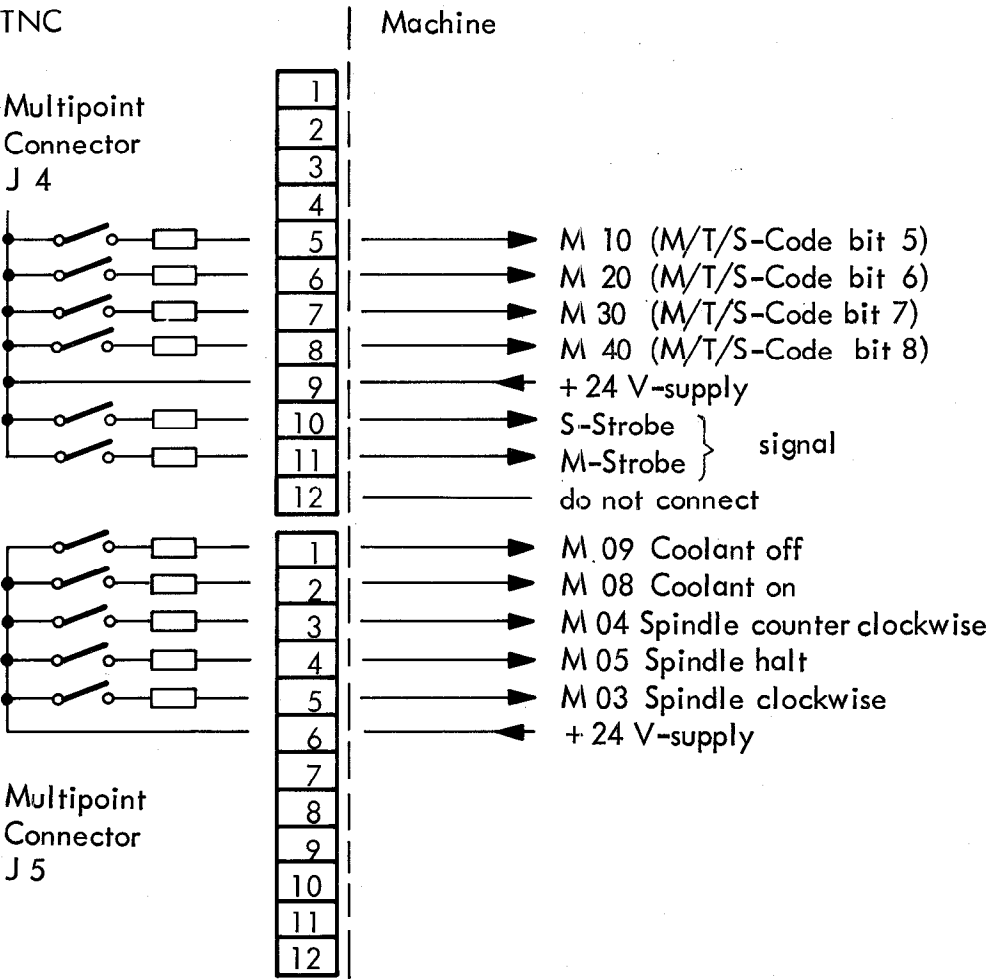 TNC Machine
Multipoint
Connector
J 4
1
2
3
4
5 M 10 (M/T/S-Code bit 5)
6 M 20 (M/T/S-Code bit 6)
7 M 30 (M/T/S-Code bit 7)
8 M 40 (M/T/S-Code bit 8)
9 + 24 V-supply
10 S-Strobe
signal
11 M-Strobe
12 do not connect
1 M 09 Coolant off
2 M 08 Coolant on
3 M 04 Spindle counter clockwise
4 M 05 Spindle halt
5 M 03 Spindle clockwise
6 + 24 V-supply
7
8
9
10
11
12
Multipoint
Connector
J 5